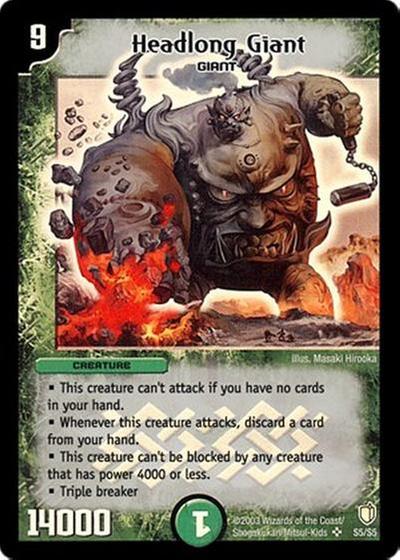 9 Headlong Giant
GIANT
illus. Masaki Hirooka
CREATURE
▪ This creature can't attack if you have no cards
in your hand.
▪ Whenever this creature attacks, discard a card
from your hand.
▪ This creature can't be blocked by any creature
that has power 4000 or less.
▪ Triple breaker
14000
1
©2003 Wizards of the Coast/
Shogakukan/Mitsui-Kids S5/S5